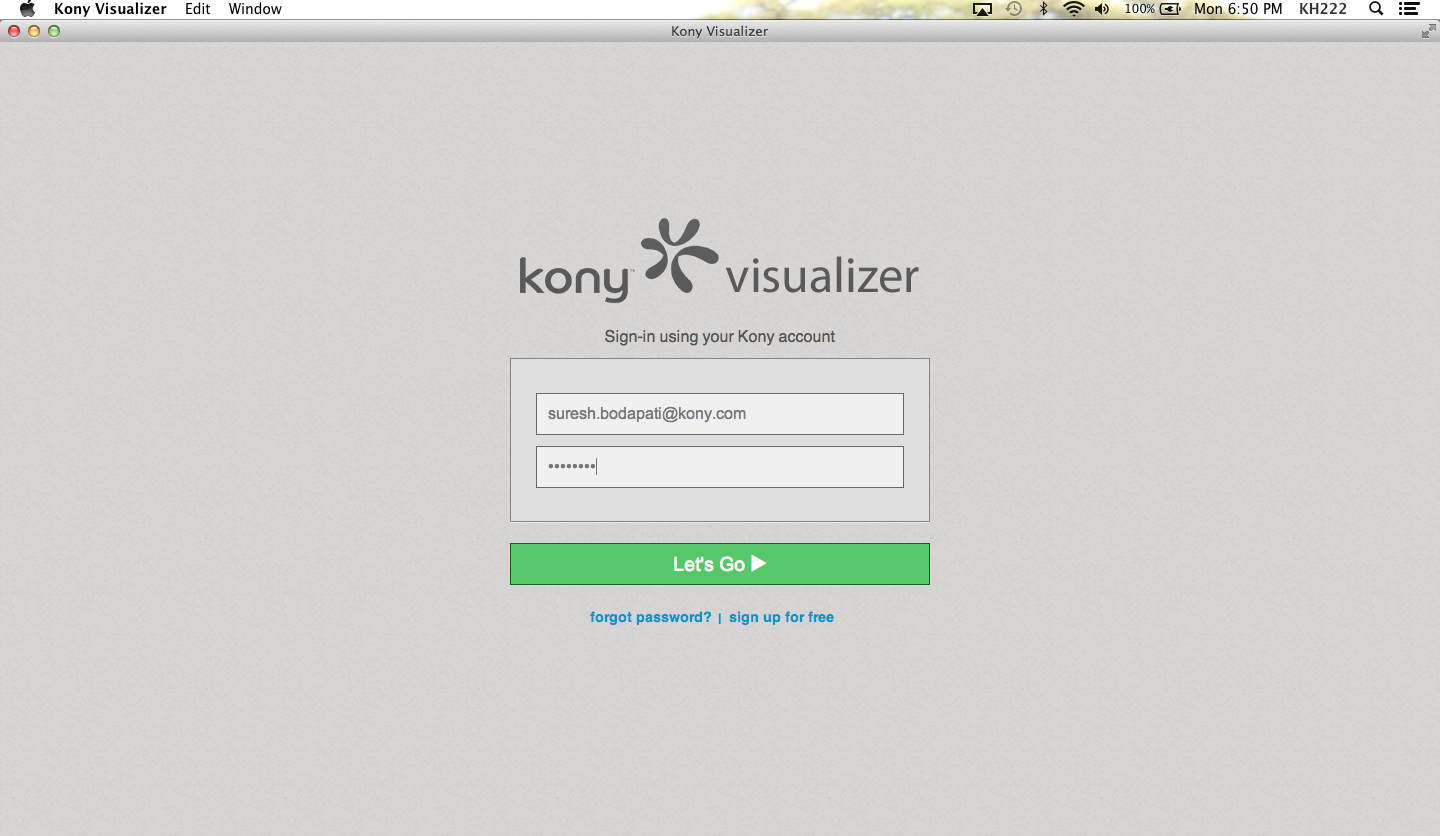 Kony Visualizer Edit Window 100% Mon 6:50 PM KH222
Kony Visualizer
kony™ visualizer
Sign-in using your Kony account
suresh.bodapati@kony.com
••••••••
Let's Go
forgot password? | sign up for free